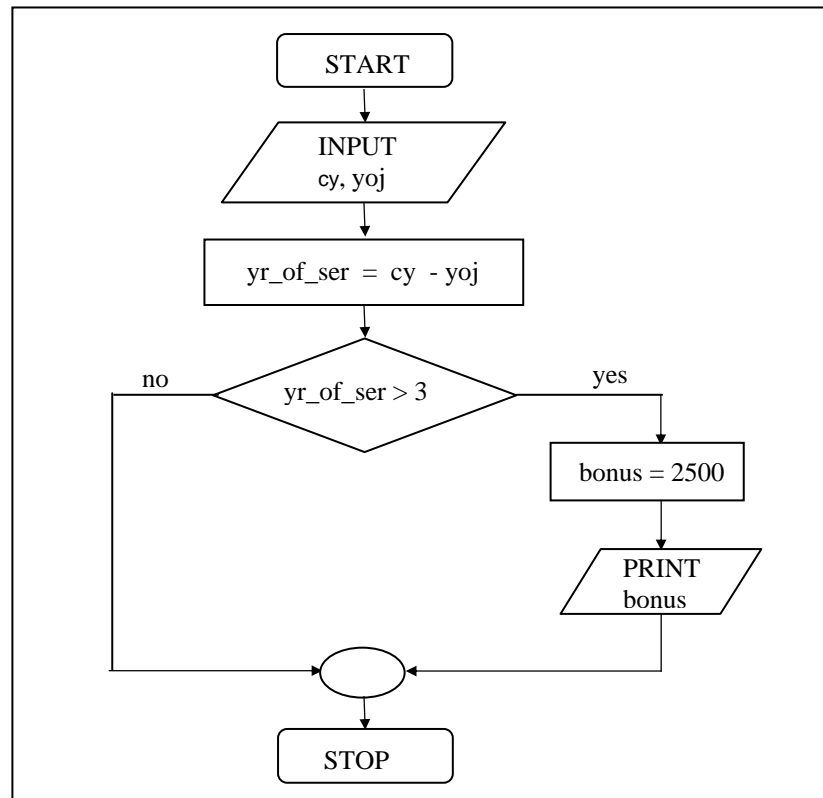 START
INPUT
cy, yoj
yr_of_ser = cy - yoj
no
yr_of_ser > 3
yes
bonus = 2500
PRINT
bonus
STOP